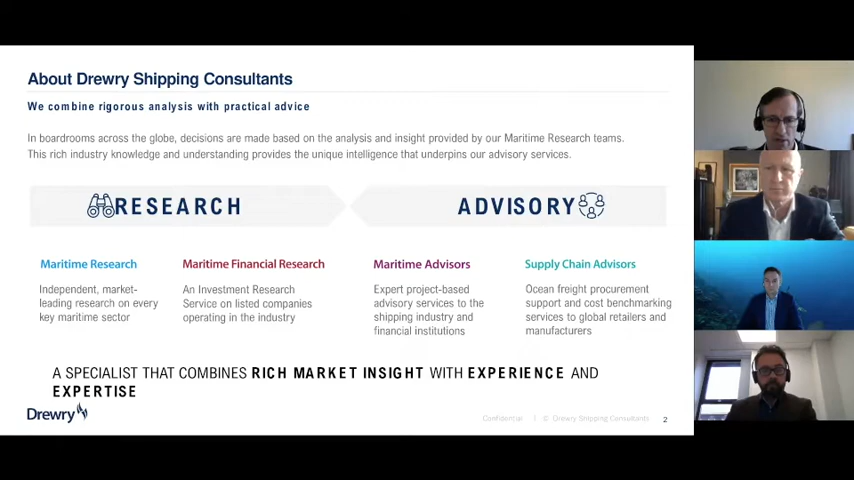 About Drewry Shipping Consultants
We combine rigorous analysis with practical advice
In boardrooms across the globe, decisions are made based on the analysis and insight provided by our Maritime Research teams.
This rich industry knowledge and understanding provides the unique intelligence that underpins our advisory services.
RESEARCH
ADVISORY
Maritime Research
Independent, market-
leading research on every
key maritime sector
Maritime Financial Research
An Investment Research
Service on listed companies
operating in the industry
Maritime Advisors
Expert project-based
advisory services to the
shipping industry and
financial institutions
Supply Chain Advisors
Ocean freight procurement
support and cost benchmarking
services to global retailers and
manufacturers
A SPECIALIST THAT COMBINES RICH MARKET INSIGHT WITH EXPERIENCE AND
EXPERTISE
Drewry
Confidential | © Drewry Shipping Consultants 2